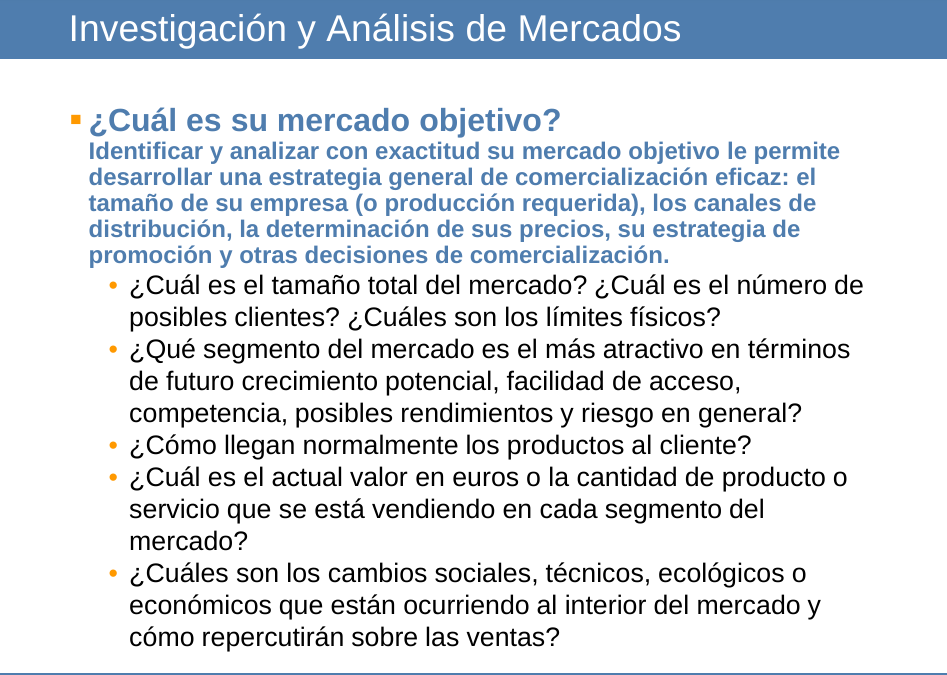 Investigación y Análisis de Mercados
¿Cuál es su mercado objetivo?
Identificar y analizar con exactitud su mercado objetivo le permite
desarrollar una estrategia general de comercialización eficaz: el
tamaño de su empresa (o producción requerida), los canales de
distribución, la determinación de sus precios, su estrategia de
promoción y otras decisiones de comercialización.
• ¿Cuál es el tamaño total del mercado? ¿Cuál es el número de
posibles clientes? ¿Cuáles son los límites físicos?
• ¿Qué segmento del mercado es el más atractivo en términos
de futuro crecimiento potencial, facilidad de acceso,
competencia, posibles rendimientos y riesgo en general?
• ¿Cómo llegan normalmente los productos al cliente?
• ¿Cuál es el actual valor en euros o la cantidad de producto o
servicio que se está vendiendo en cada segmento del
mercado?
• ¿Cuáles son los cambios sociales, técnicos, ecológicos o
económicos que están ocurriendo al interior del mercado y
cómo repercutirán sobre las ventas?